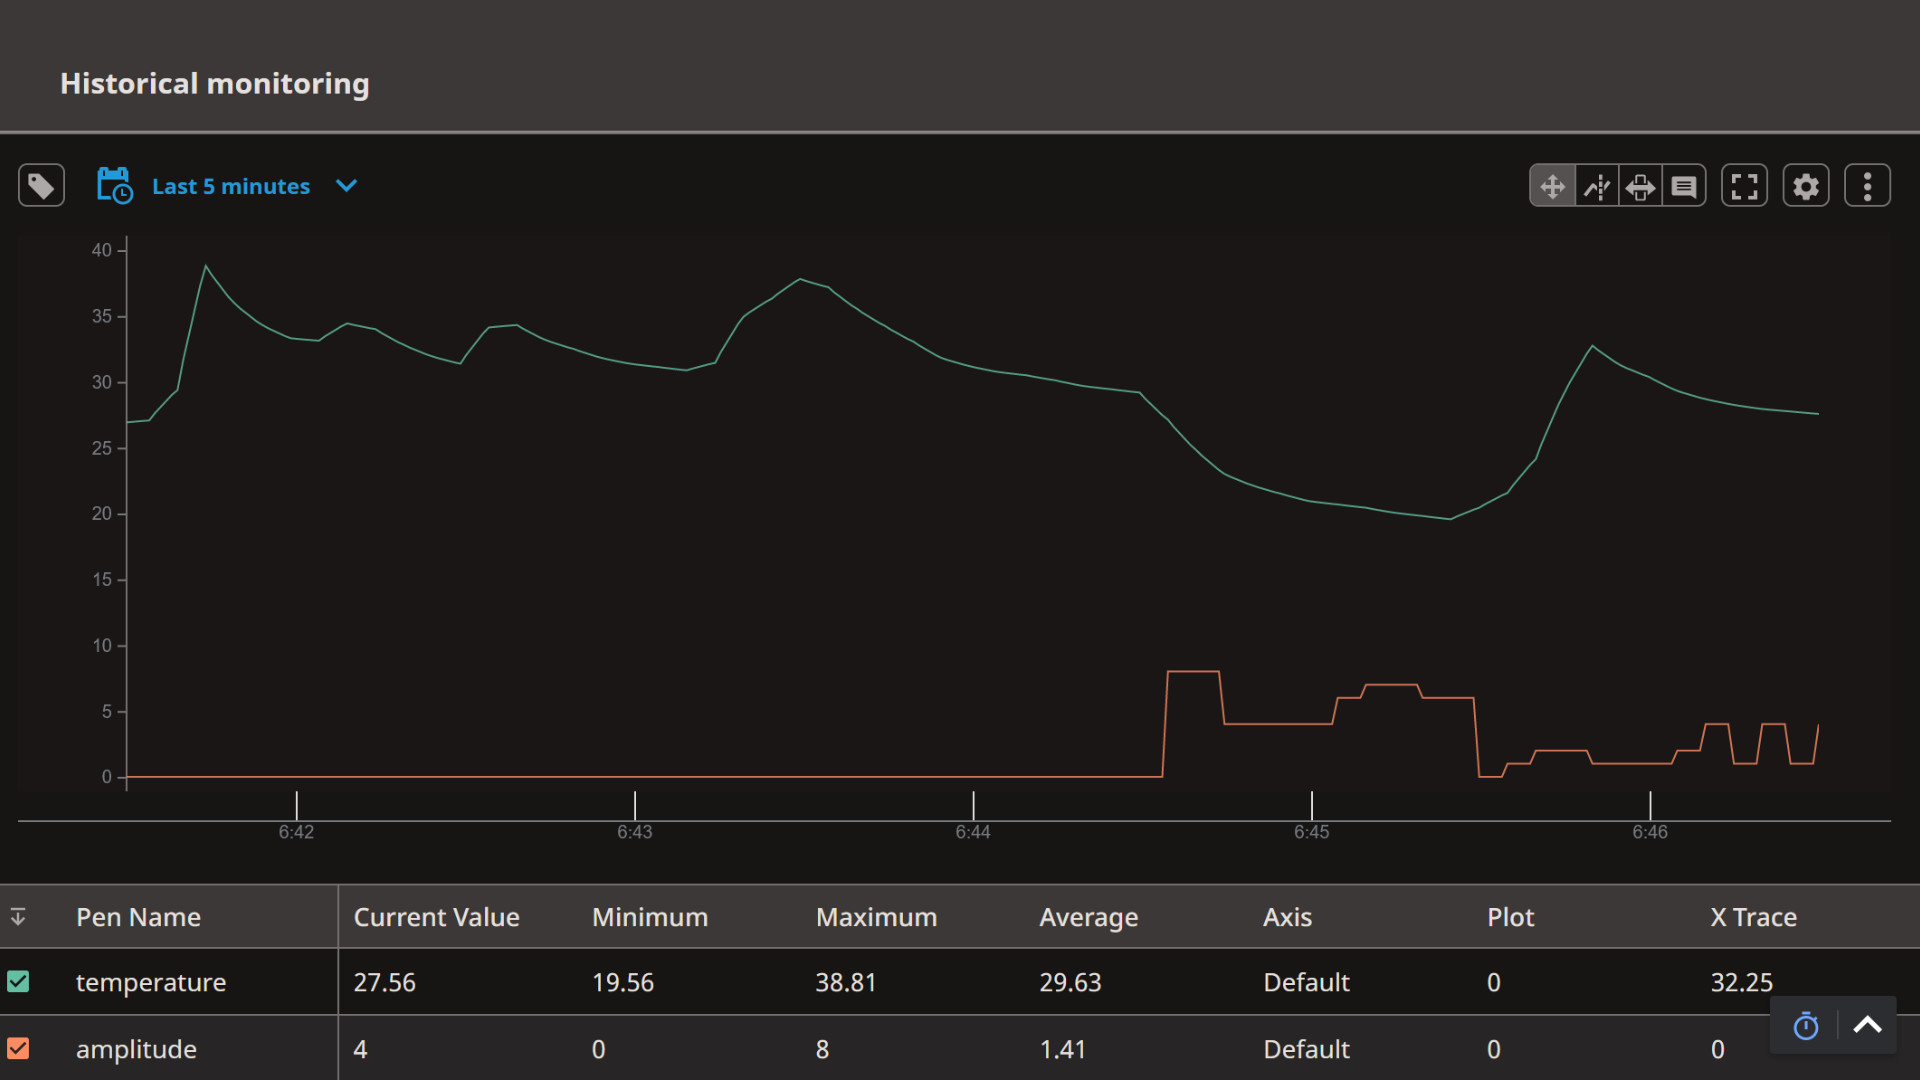 Historical monitoring
Last 5 minutes
40
35
30
25
20
15
10
5
0
6:42 6:43 6:44 6:45 6:46
Pen Name Current Value Minimum Maximum Average Axis Plot X Trace
temperature 27.56 19.56 38.81 29.63 Default 0 32.25
amplitude 4 0 8 1.41 Default 0 0